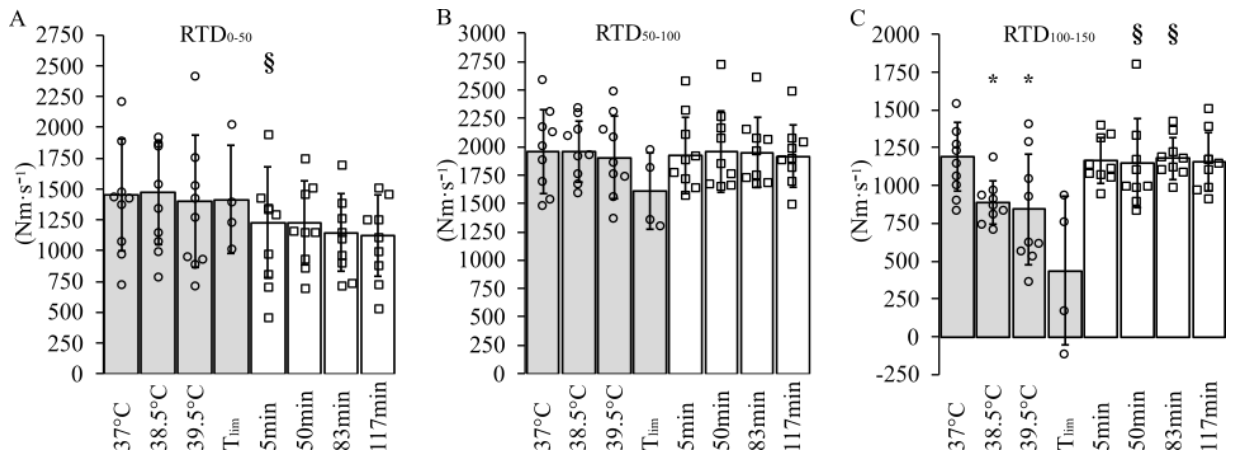 A
RTD0-50
§
(Nm·s⁻¹)
2750
2500
2250
2000
1750
1500
1250
1000
750
500
250
0
37°C
38.5°C
39.5°C
Tlim
5min
50min
83min
117min
B
RTD50-100
(Nm·s⁻¹)
3000
2750
2500
2250
2000
1750
1500
1250
1000
750
500
250
0
37°C
38.5°C
39.5°C
Tlim
5min
50min
83min
117min
C
RTD100-150
§ §
* *
(Nm·s⁻¹)
2000
1750
1500
1250
1000
750
500
250
0
-250
37°C
38.5°C
39.5°C
Tlim
5min
50min
83min
117min